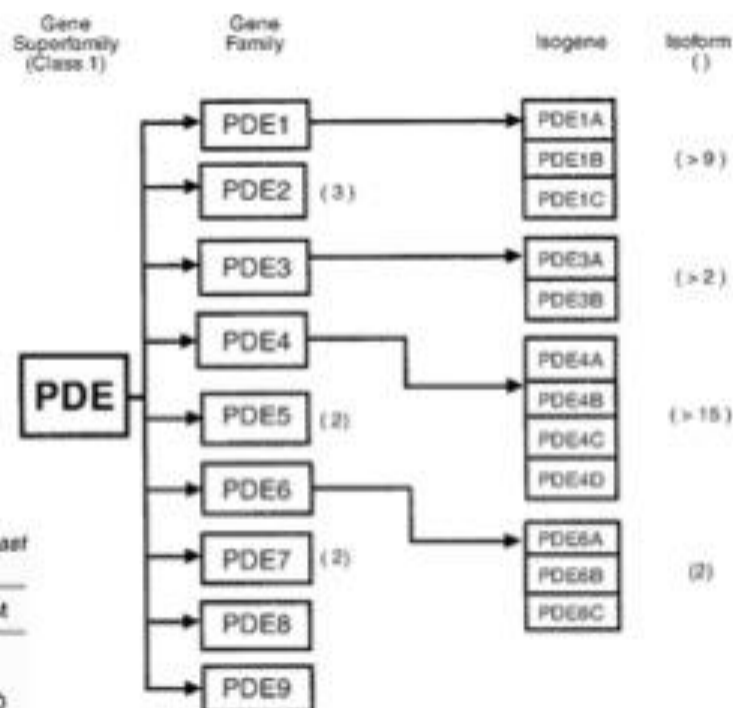 Gene
Superfamily
(Class 1)
Gene
Family
Isogene
Isoform
( )
PDE
PDE1
PDE2 (3)
PDE3
PDE4
PDE5 (2)
PDE6
PDE7 (2)
PDE8
PDE9
PDE1A
PDE1B
PDE1C
(>9)
PDE3A
PDE3B
(>2)
PDE4A
PDE4B
PDE4C
PDE4D
(>15)
PDE6A
PDE6B
PDE6C
(2)